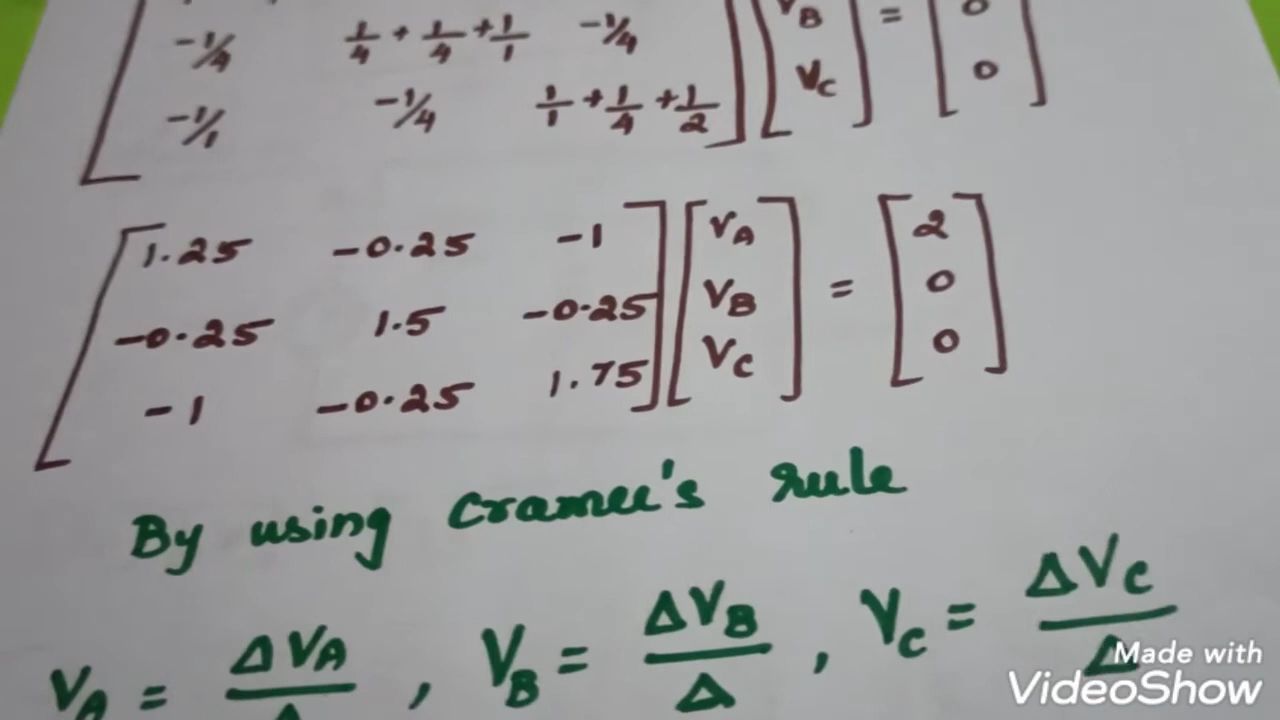 VB = 0
-1/4 1/4 + 1/4 + 1/1 -1/4
VC 0
-1/1 -1/4 1/1 + 1/4 + 1/2
1.25 -0.25 -1 VA 2
-0.25 1.5 -0.25 VB = 0
-1 -0.25 1.75 VC 0
By using Cramer's rule
VA = ΔVA/Δ , VB = ΔVB/Δ , VC = ΔVC/Δ
Made with
VideoShow